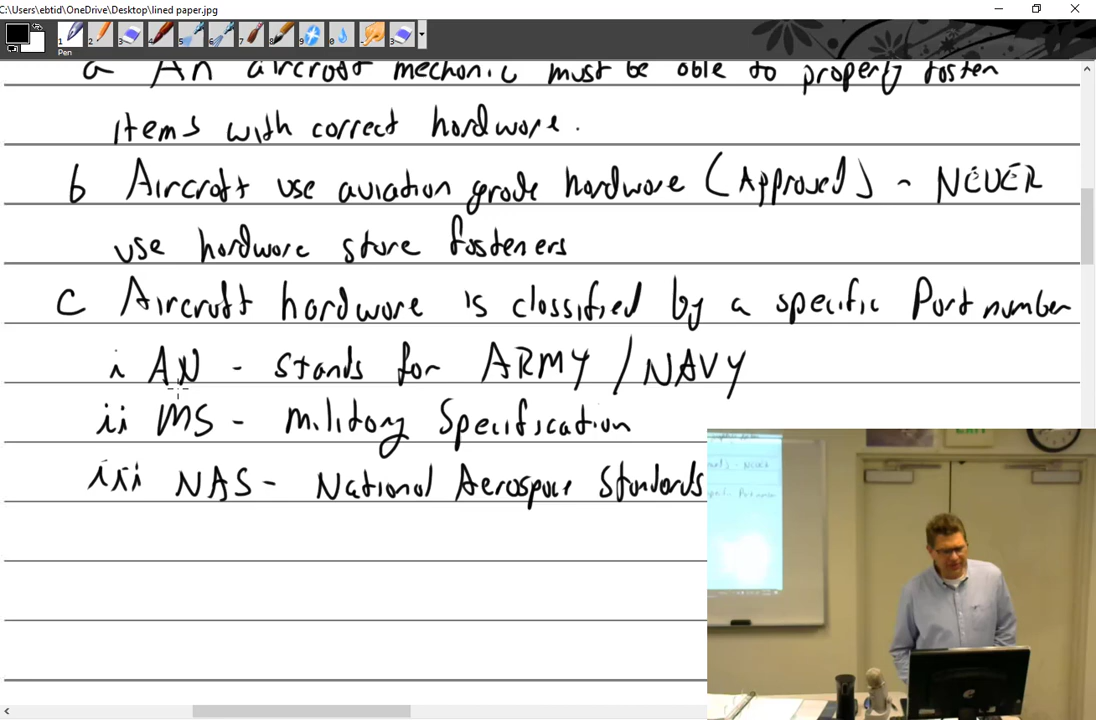 C:\Users\ebtid\OneDrive\Desktop\lined paper.jpg
Pen
a An aircraft mechanic must be able to properly fasten
items with correct hardware.
b Aircraft use aviation grade hardware (Approved) - NEVER
use hardware store fasteners
c Aircraft hardware is classified by a specific Part number
i AN - stands for ARMY / NAVY
ii MS - Military Specification
iii NAS - National Aerospace Standards
EXIT